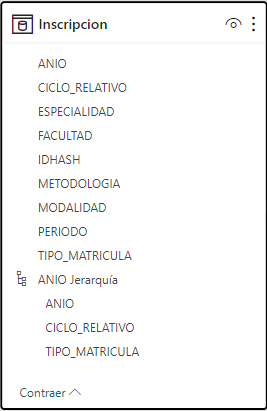 Inscripcion
ANIO
CICLO_RELATIVO
ESPECIALIDAD
FACULTAD
IDHASH
METODOLOGIA
MODALIDAD
PERIODO
TIPO_MATRICULA
ANIO Jerarquía
ANIO
CICLO_RELATIVO
TIPO_MATRICULA
Contraer